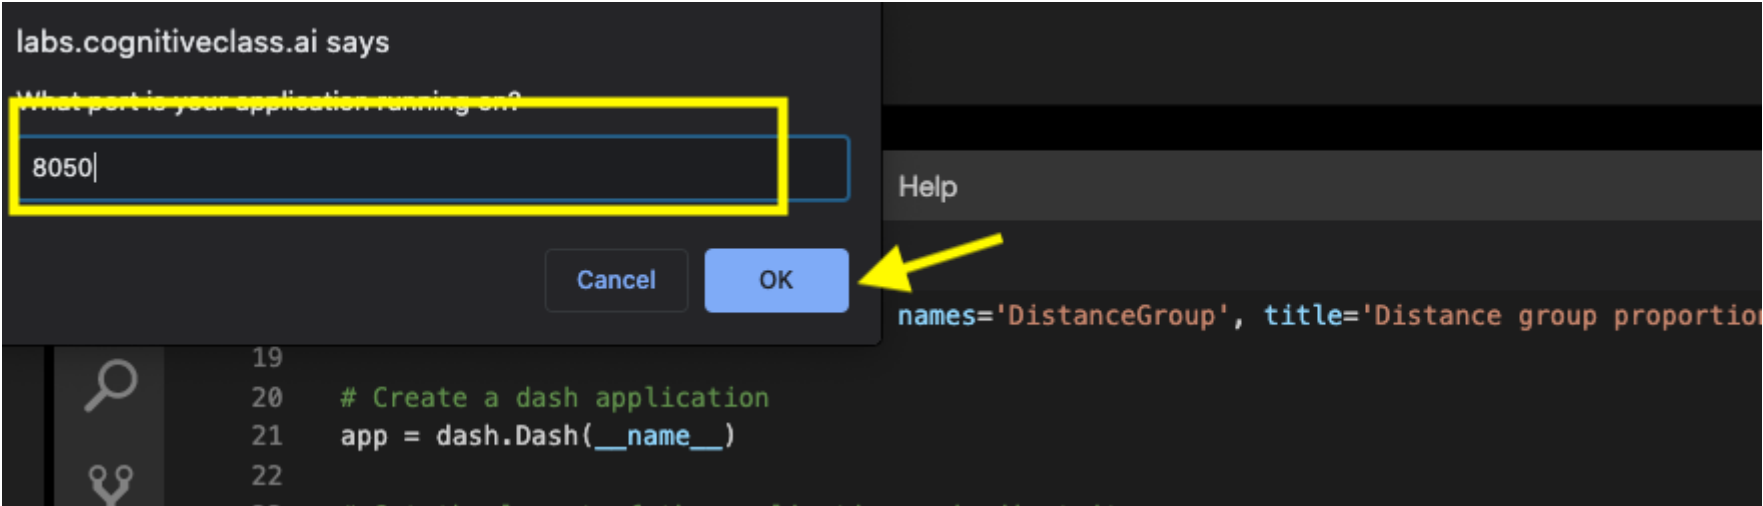 labs.cognitiveclass.ai says
What port is your application running on?
8050
Cancel
OK
Help
names='DistanceGroup', title='Distance group proportion
19
20 # Create a dash application
21 app = dash.Dash(__name__)
22